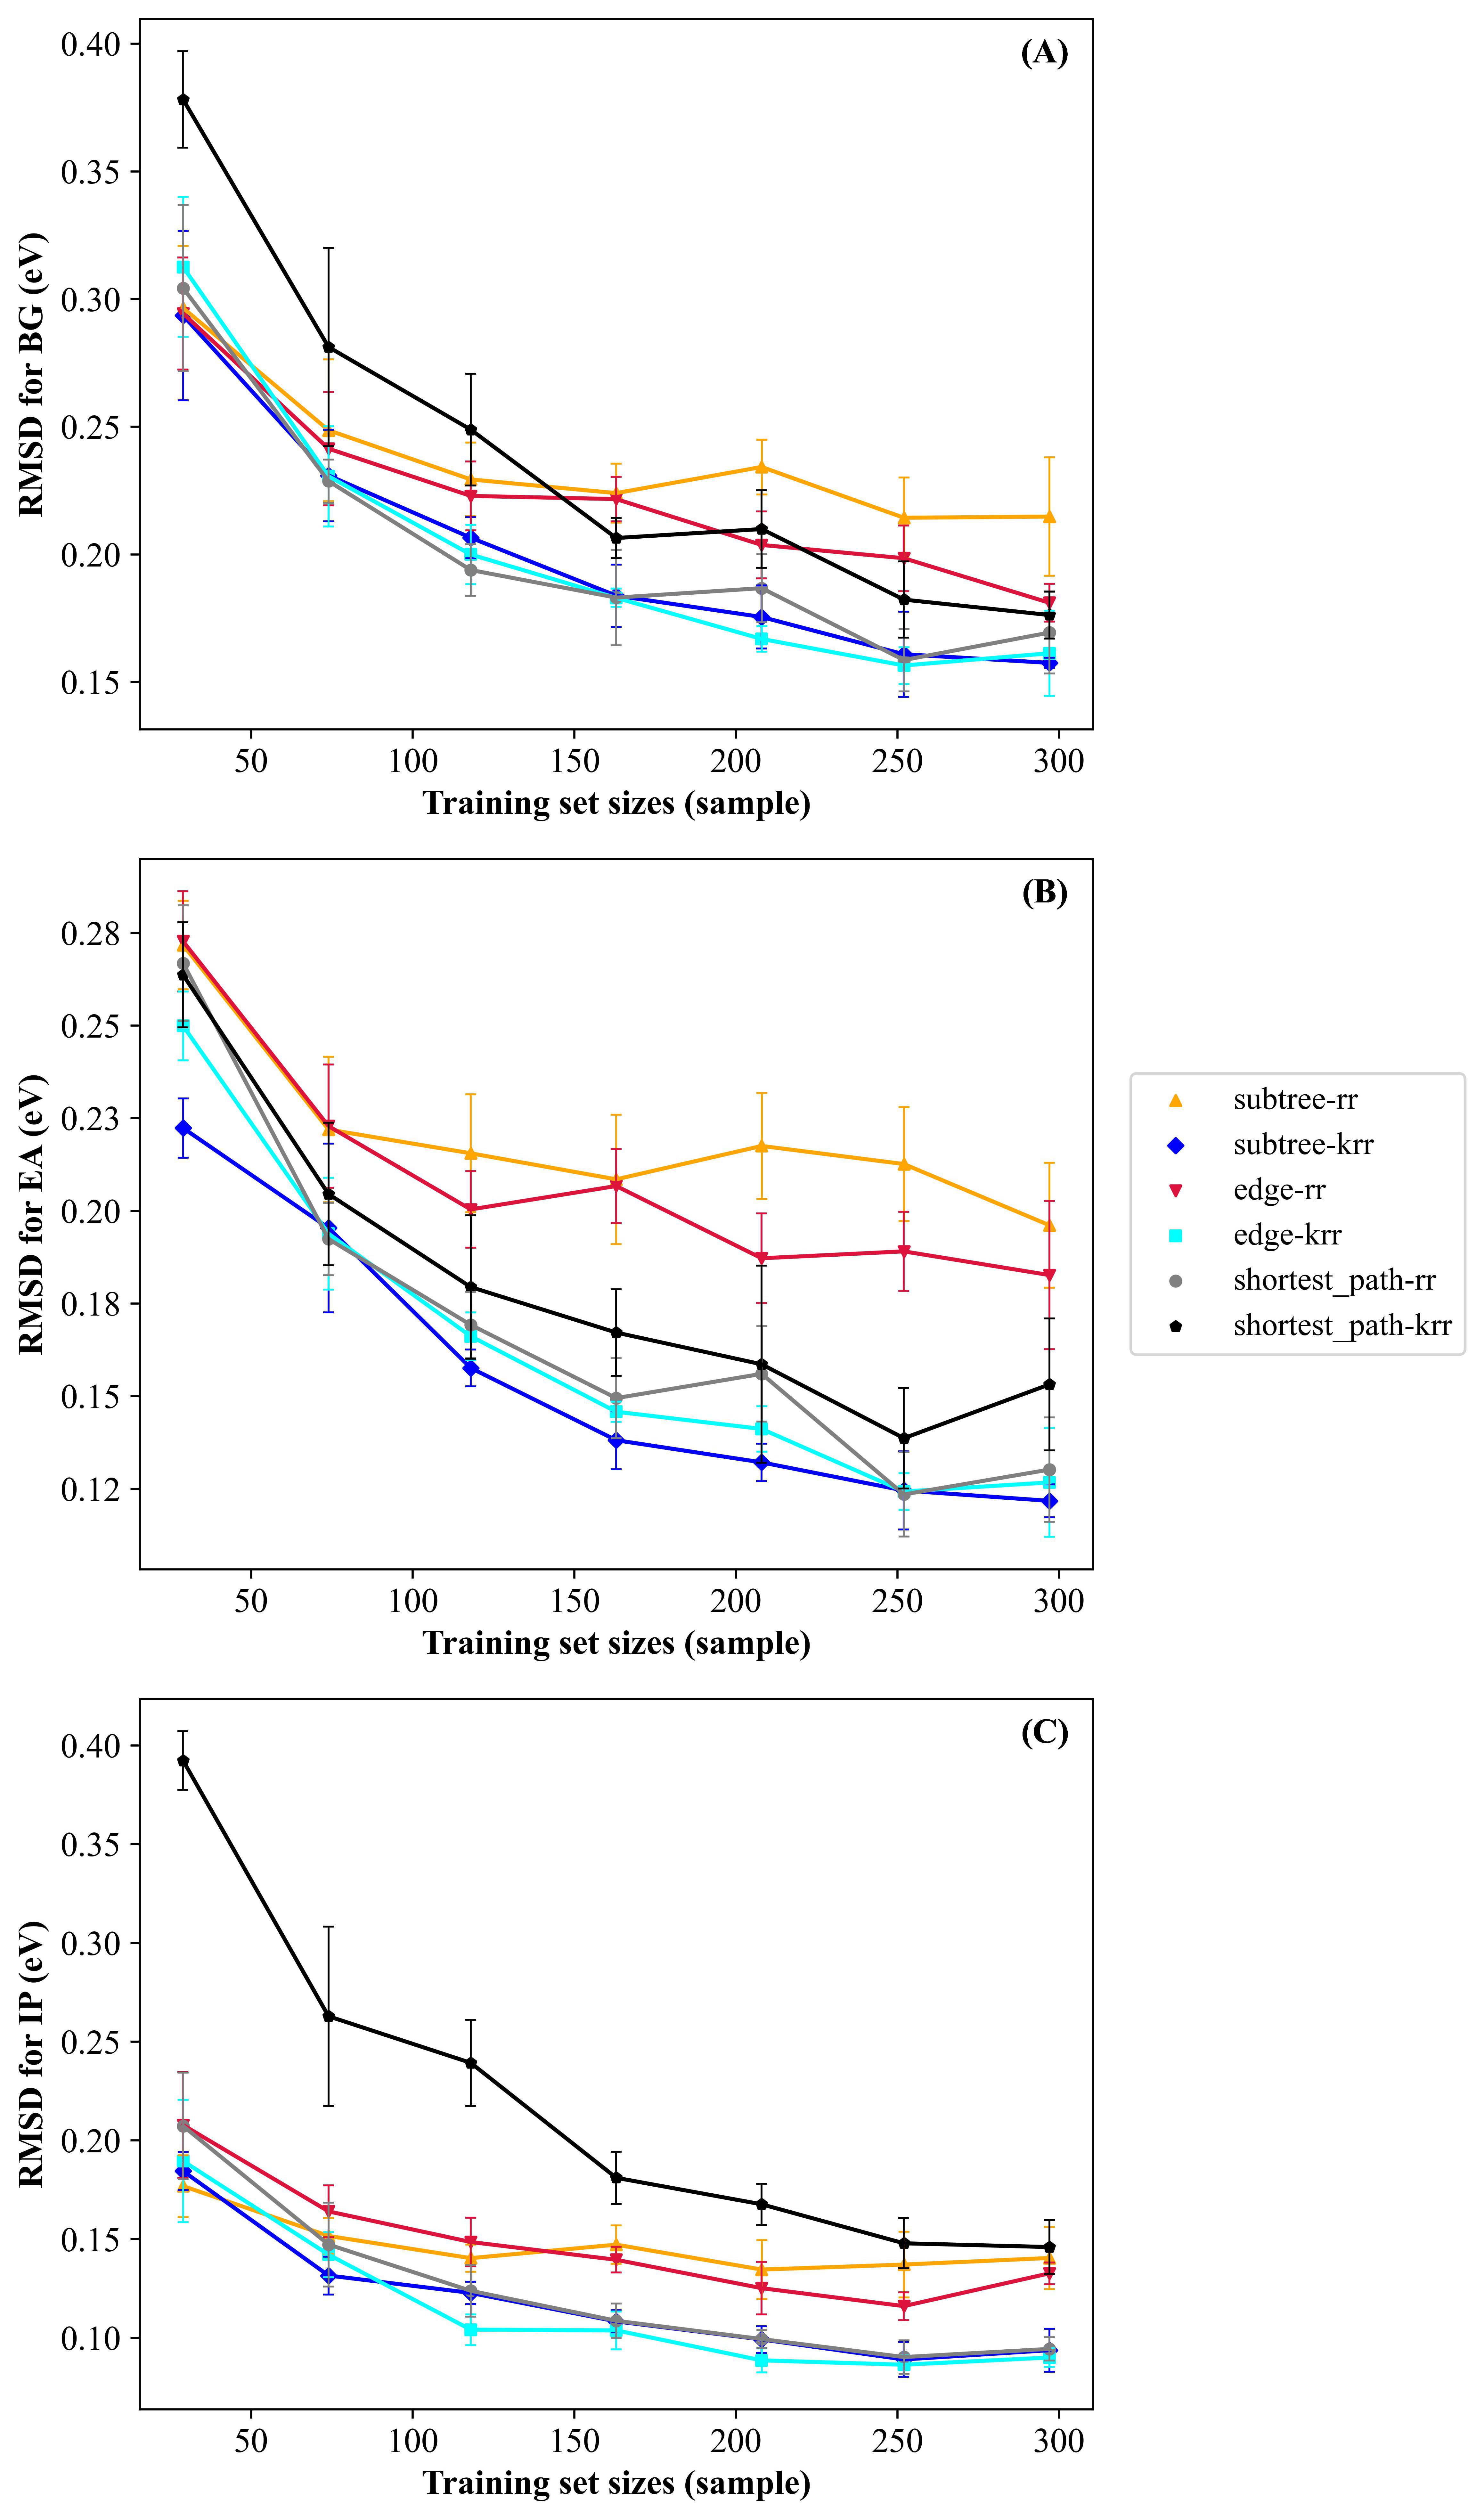 (A)
RMSD for BG (eV)
0.40
0.35
0.30
0.25
0.20
0.15
50 100 150 200 250 300
Training set sizes (sample)
(B)
RMSD for EA (eV)
0.28
0.25
0.23
0.20
0.18
0.15
0.12
50 100 150 200 250 300
Training set sizes (sample)
subtree-rr
subtree-krr
edge-rr
edge-krr
shortest_path-rr
shortest_path-krr
(C)
RMSD for IP (eV)
0.40
0.35
0.30
0.25
0.20
0.15
0.10
50 100 150 200 250 300
Training set sizes (sample)